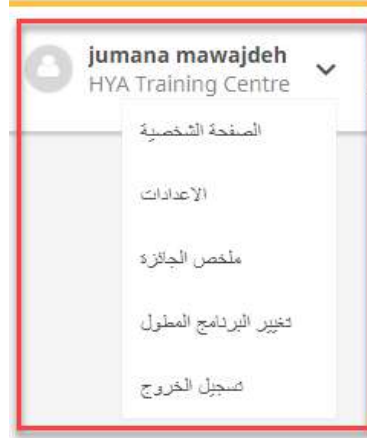 jumana mawajdeh
HYA Training Centre
الصفحة الشخصية
الاعدادات
ملخص الجائزة
تغيير البرنامج المطول
تسجيل الخروج